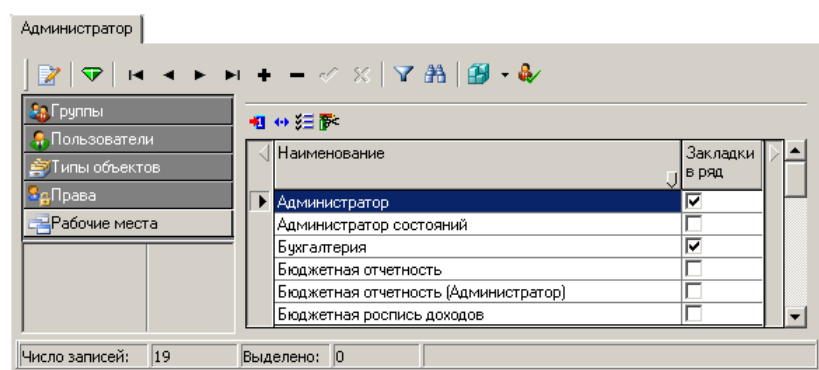 Администратор
Группы
Пользователи
Типы объектов
Права
Рабочие места
Наименование
Закладки
в ряд
Администратор
Администратор состояний
Бухгалтерия
Бюджетная отчетность
Бюджетная отчетность (Администратор)
Бюджетная роспись доходов
Число записей: 19 Выделено: 0